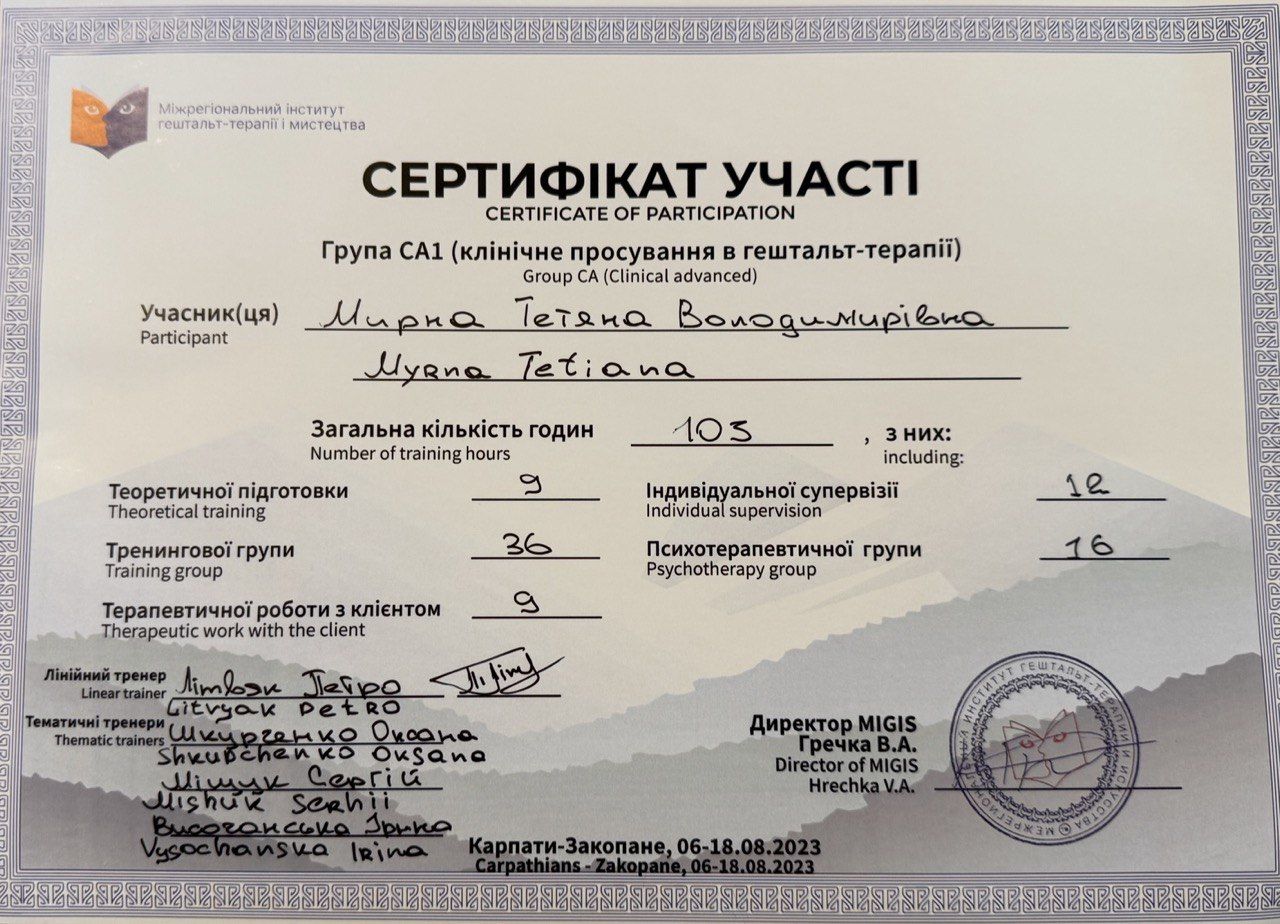 Міжрегіональний інститут
гештальт-терапії і мистецтва
СЕРТИФІКАТ УЧАСТІ
CERTIFICATE OF PARTICIPATION
Група СА1 (клінічне просування в гештальт-терапії)
Group CA (Clinical advanced)
Учасник(ця) Мирна Тетяна Володимирівна
Participant
Myrna Tetiana
Загальна кількість годин 103 , з них:
Number of training hours including:
Теоретичної підготовки 9 Індивідуальної супервізії 12
Theoretical training Individual supervision
Тренингової групи 36 Психотерапевтичної групи 16
Training group Psychotherapy group
Терапевтичної роботи з клієнтом 9
Therapeutic work with the client
Лінійний тренер Літвяк Петро
Linear trainer Litvyak Petro
Тематичні тренери Шкурченко Оксана
Thematic trainers Shkurchenko Oksana
Міщук Сергій
Mishuk Serhii
Височанська Ірина
Vysochanska Irina
Директор MIGIS
Гречка В.А.
Director of MIGIS
Hrechka V.A.
МЕЖРЕГИОНАЛЬНЫЙ ИНСТИТУТ ГЕШТАЛЬТ-ТЕРАПИИ И ИСКУССТВА
Карпати-Закопане, 06-18.08.2023
Carpathians - Zakopane, 06-18.08.2023